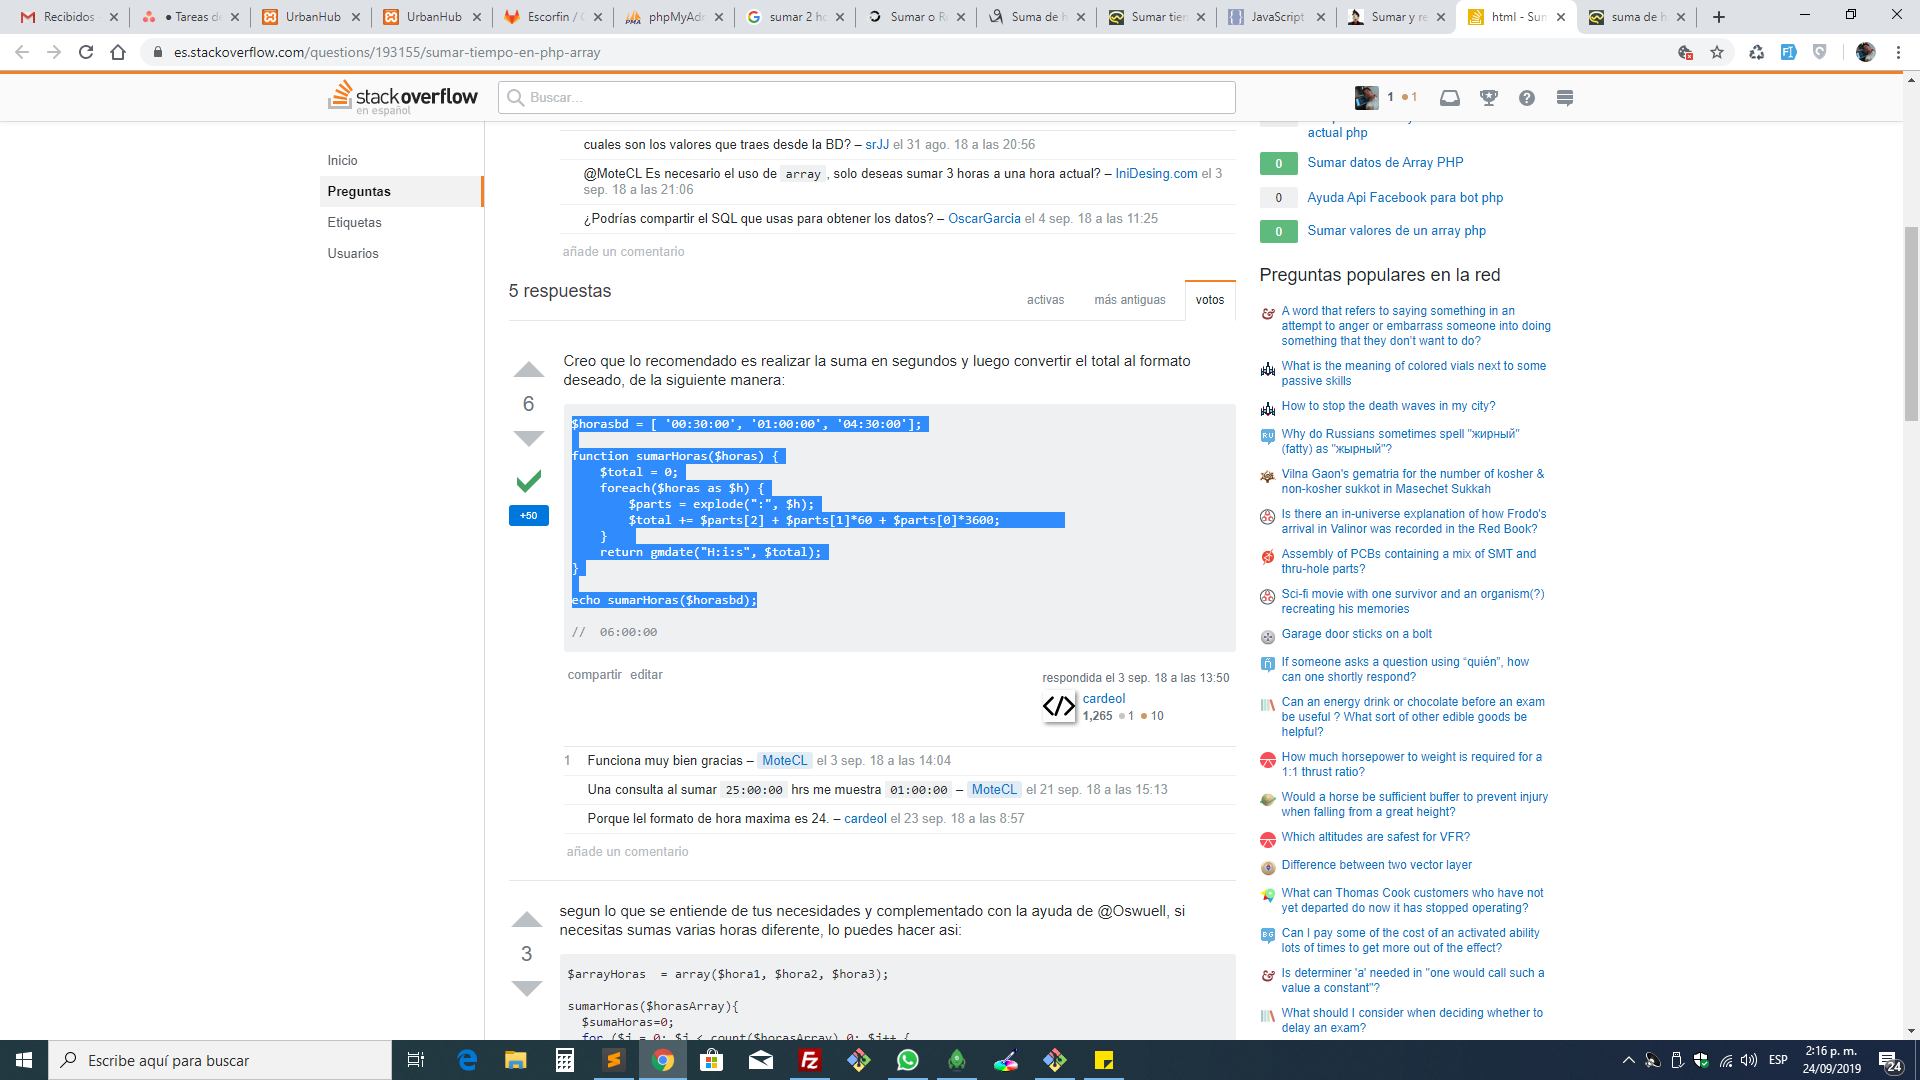 Recibidos -
● Tareas de
UrbanHub
UrbanHub
Escorfin / C
phpMyAdm
sumar 2 ho
Sumar o Re
Suma de h
Sumar tiem
JavaScript
Sumar y re
html - Sum
suma de h
es.stackoverflow.com/questions/193155/sumar-tiempo-en-php-array
stackoverflow
en español
Buscar...
1 ●1
Inicio
Preguntas
Etiquetas
Usuarios
cuales son los valores que traes desde la BD? – srJJ el 31 ago. 18 a las 20:56
@MoteCL Es necesario el uso de array , solo deseas sumar 3 horas a una hora actual? – IniDesing.com el 3
sep. 18 a las 21:06
¿Podrías compartir el SQL que usas para obtener los datos? – OscarGarcia el 4 sep. 18 a las 11:25
añade un comentario
5 respuestas
activas
más antiguas
votos
6
+50
Creo que lo recomendado es realizar la suma en segundos y luego convertir el total al formato
deseado, de la siguiente manera:
$horasbd = [ '00:30:00', '01:00:00', '04:30:00'];
function sumarHoras($horas) {
$total = 0;
foreach($horas as $h) {
$parts = explode(":", $h);
$total += $parts[2] + $parts[1]*60 + $parts[0]*3600;
}
return gmdate("H:i:s", $total);
}
echo sumarHoras($horasbd);
// 06:00:00
compartir editar
respondida el 3 sep. 18 a las 13:50
cardeol
1,265 ●1 ●10
1 Funciona muy bien gracias – MoteCL el 3 sep. 18 a las 14:04
Una consulta al sumar 25:00:00 hrs me muestra 01:00:00 – MoteCL el 21 sep. 18 a las 15:13
Porque lel formato de hora maxima es 24. – cardeol el 23 sep. 18 a las 8:57
añade un comentario
3
segun lo que se entiende de tus necesidades y complementado con la ayuda de @Oswuell, si
necesitas sumas varias horas diferente, lo puedes hacer asi:
$arrayHoras = array($hora1, $hora2, $hora3);
sumarHoras($horasArray){
$sumaHoras=0;
for ($i = 0; $i < count($horasArray) 0; $i++ {
actual php
0 Sumar datos de Array PHP
0 Ayuda Api Facebook para bot php
0 Sumar valores de un array php
Preguntas populares en la red
A word that refers to saying something in an
attempt to anger or embarrass someone into doing
something that they don't want to do?
What is the meaning of colored vials next to some
passive skills
How to stop the death waves in my city?
RU Why do Russians sometimes spell "жирный"
(fatty) as "жырный"?
Vilna Gaon's gematria for the number of kosher &
non-kosher sukkot in Masechet Sukkah
Is there an in-universe explanation of how Frodo's
arrival in Valinor was recorded in the Red Book?
Assembly of PCBs containing a mix of SMT and
thru-hole parts?
Sci-fi movie with one survivor and an organism(?)
recreating his memories
Garage door sticks on a bolt
Ñ If someone asks a question using “quién”, how
can one shortly respond?
Can an energy drink or chocolate before an exam
be useful ? What sort of other edible goods be
helpful?
How much horsepower to weight is required for a
1:1 thrust ratio?
Would a horse be sufficient buffer to prevent injury
when falling from a great height?
Which altitudes are safest for VFR?
Difference between two vector layer
What can Thomas Cook customers who have not
yet departed do now it has stopped operating?
BG Can I pay some of the cost of an activated ability
lots of times to get more out of the effect?
Is determiner 'a' needed in "one would call such a
value a constant"?
What should I consider when deciding whether to
delay an exam?
Escribe aquí para buscar
ESP
2:16 p. m.
24/09/2019
24